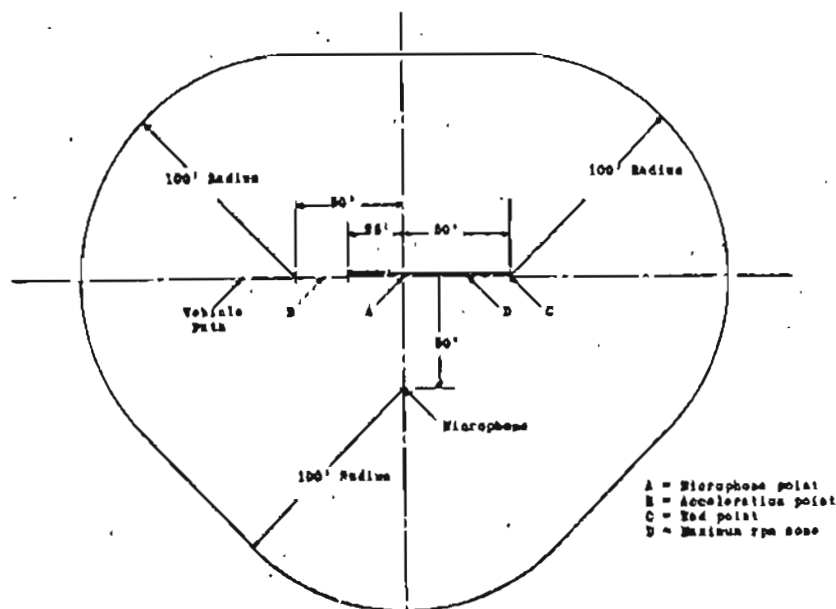 100' Radius
100' Radius
50'
25'
50'
Vehicle
path
B
A
D
C
50'
Microphone
100' Radius
A = Microphone point
B = Acceleration point
C = End point
D = Maximum rpm zone